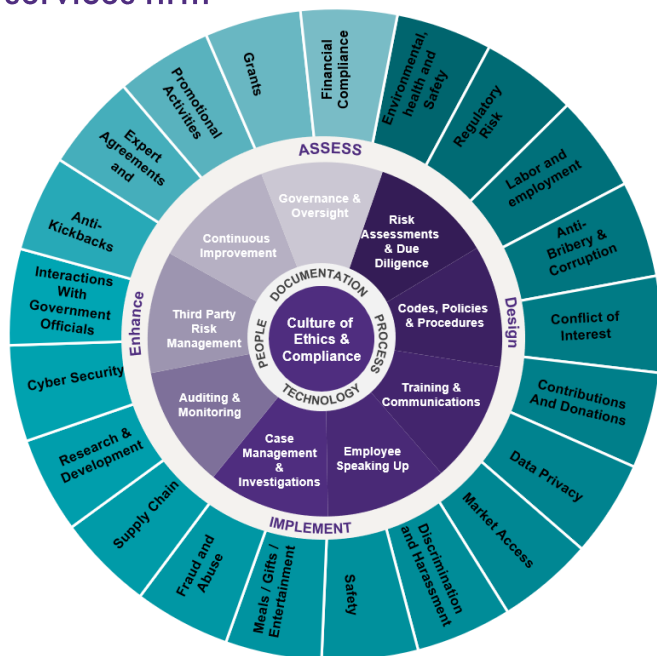 services firm
Financial
Compliance
Environmental,
health and
Safety
Regulatory
Risk
Labor and
employment
Anti-
Bribery &
Corruption
Conflict
of
Interest
Contributions
And Donations
Data Privacy
Market Access
Discrimination
and Harassment
Safety
Meals / Gifts /
Entertainment
Fraud and
Abuse
Supply Chain
Research &
Development
Cyber Security
Interactions
With
Government
Officials
Anti-
Kickbacks
Expert
Agreements
and
Promotional
Activities
Grants
ASSESS
Design
IMPLEMENT
Enhance
Governance &
Oversight
Risk
Assessments
& Due
Diligence
Codes, Policies
& Procedures
Training &
Communications
Employee
Speaking Up
Case
Management
&
Investigations
Auditing &
Monitoring
Third Party
Risk
Management
Continuous
Improvement
DOCUMENTATION
PROCESS
TECHNOLOGY
PEOPLE
Culture of
Ethics &
Compliance